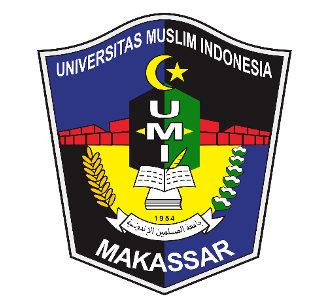 UNIVERSITAS MUSLIM INDONESIA
U
M
I
1954
MAKASSAR